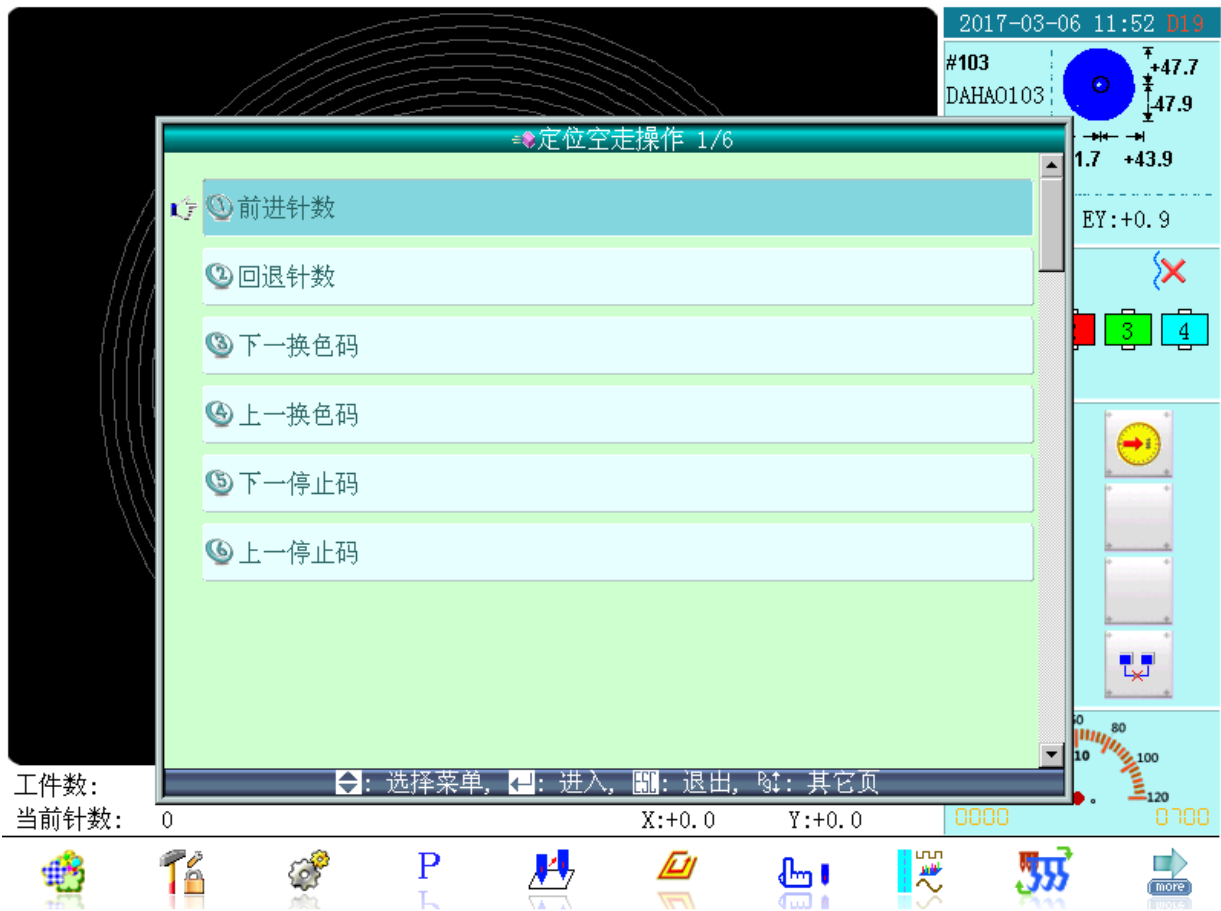 2017-03-06 11:52 D19
#103
DAHAO103
+47.7
-47.9
1.7 +43.9
EY:+0.9
定位空走操作 1/6
1 前进针数
2 回退针数
3 下一换色码
4 上一换色码
5 下一停止码
6 上一停止码
: 选择菜单, : 进入, ESC: 退出, Pg: 其它页
3 4
80
10
100
120
0000 0700
工件数:
当前针数: 0 X:+0.0 Y:+0.0
P
more